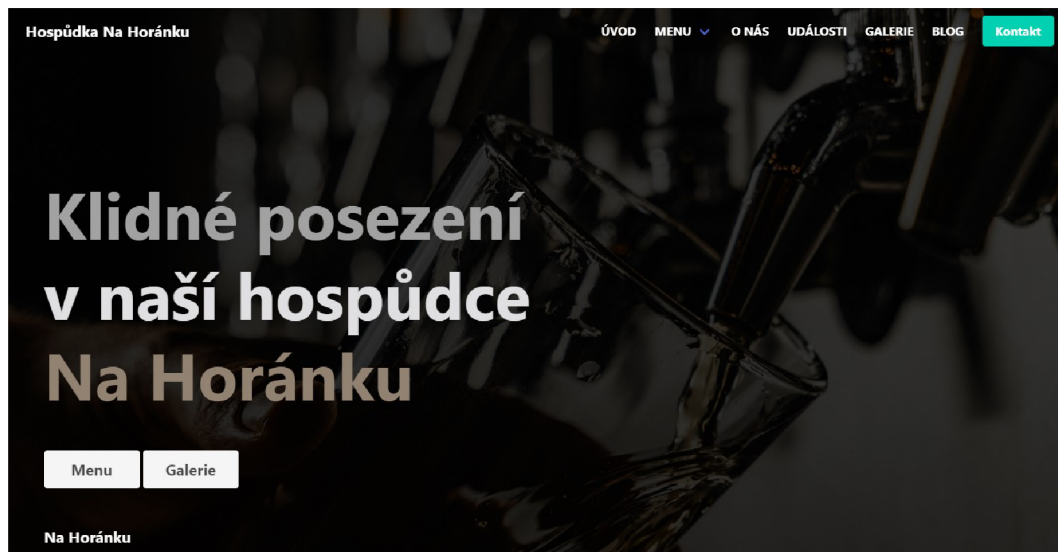 Hospůdka Na Horánku
ÚVOD MENU O NÁS UDÁLOSTI GALERIE BLOG Kontakt
Klidné posezení
v naší hospůdce
Na Horánku
Menu Galerie
Na Horánku